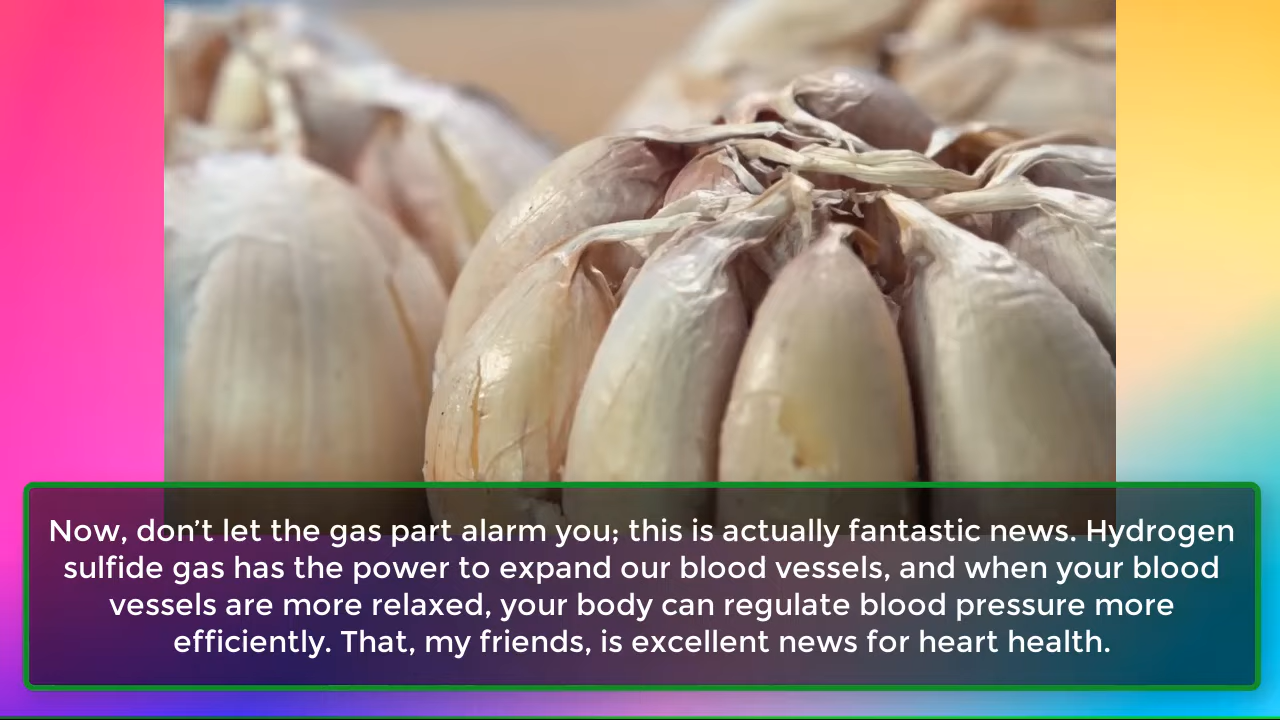 Now, don’t let the gas part alarm you; this is actually fantastic news. Hydrogen
sulfide gas has the power to expand our blood vessels, and when your blood
vessels are more relaxed, your body can regulate blood pressure more
efficiently. That, my friends, is excellent news for heart health.